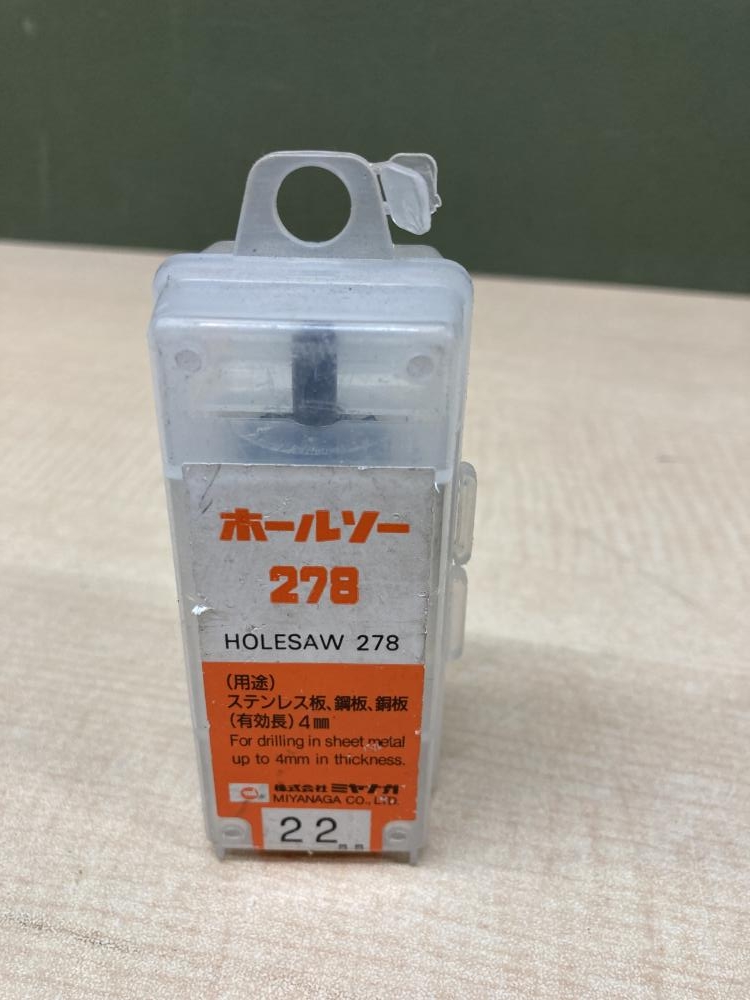 ホールソー
278
HOLESAW 278
(用途)
ステンレス板、鋼板、銅板
(有効長) 4㎜
For drilling in sheet metal
up to 4mm in thickness.
株式会社 ミヤナガ
MIYANAGA CO., LTD.
22mm